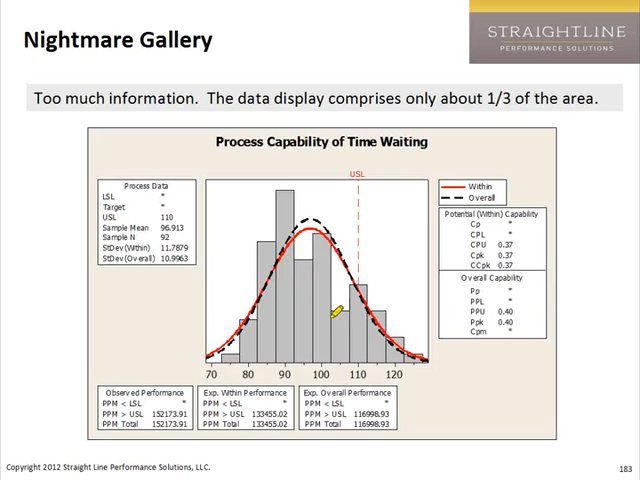 Nightmare Gallery
STRAIGHTLINE
PERFORMANCE SOLUTIONS.
Too much information.  The data display comprises only about 1/3 of the area.
Process Capability of Time Waiting
USL
Process Data
LSL *
Target *
USL 110
Sample Mean 96.913
Sample N 92
StDev(Within) 11.7879
StDev(Overall) 10.9963
Within
Overall
Potential (Within) Capability
Cp *
CPL *
CPU 0.37
Cpk 0.37
CCpk 0.37
Overall Capability
Pp *
PPL *
PPU 0.40
Ppk 0.40
Cpm *
70 80 90 100 110 120
Observed Performance
PPM < LSL *
PPM > USL 152173.91
PPM Total 152173.91
Exp. Within Performance
PPM < LSL *
PPM > USL 133455.02
PPM Total 133455.02
Exp. Overall Performance
PPM < LSL *
PPM > USL 116998.93
PPM Total 116998.93
Copyright 2012 Straight Line Performance Solutions, LLC.
183